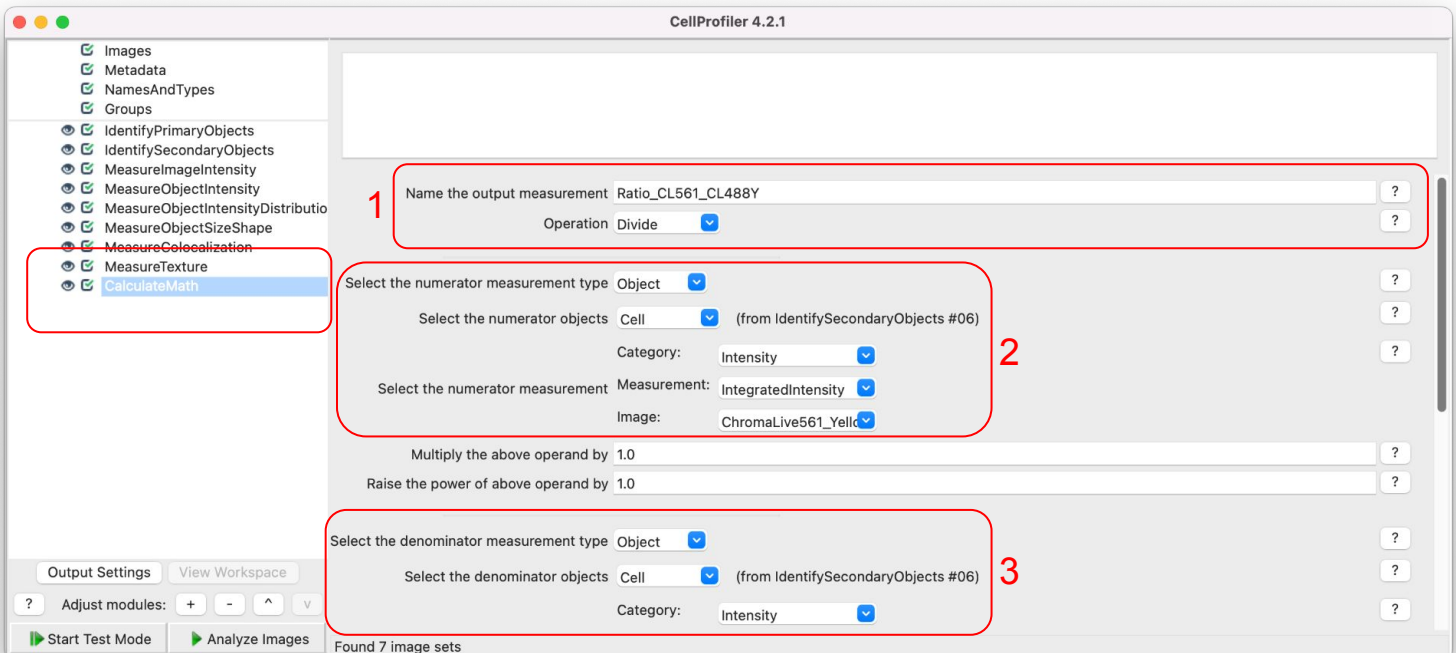 CellProfiler 4.2.1
Images
Metadata
NamesAndTypes
Groups
IdentifyPrimaryObjects
IdentifySecondaryObjects
MeasureImageIntensity
MeasureObjectIntensity
MeasureObjectIntensityDistributio
MeasureObjectSizeShape
MeasureColocalization
MeasureTexture
CalculateMath
Output Settings View Workspace
? Adjust modules: + - ^ v
Start Test Mode Analyze Images
1
Name the output measurement Ratio_CL561_CL488Y ?
Operation Divide ?
Select the numerator measurement type Object ?
Select the numerator objects Cell (from IdentifySecondaryObjects #06) ?
Category: Intensity ?
2
Select the numerator measurement Measurement: IntegratedIntensity
Image: ChromaLive561_Yello
Multiply the above operand by 1.0 ?
Raise the power of above operand by 1.0 ?
Select the denominator measurement type Object ?
Select the denominator objects Cell (from IdentifySecondaryObjects #06) ?
3
Category: Intensity ?
Found 7 image sets